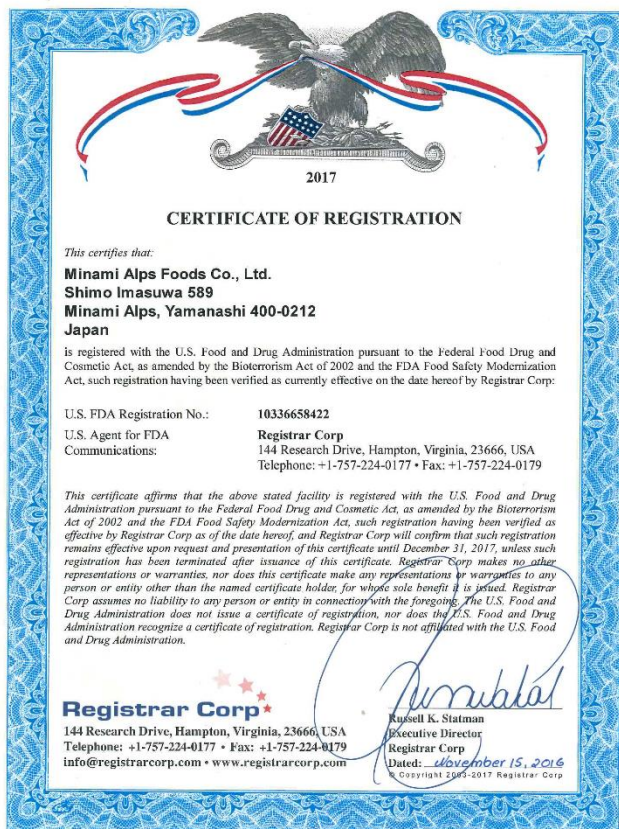 2017
CERTIFICATE OF REGISTRATION
This certifies that:
Minami Alps Foods Co., Ltd.
Shimo Imasuwa 589
Minami Alps, Yamanashi 400-0212
Japan
is registered with the U.S. Food and Drug Administration pursuant to the Federal Food Drug and
Cosmetic Act, as amended by the Bioterrorism Act of 2002 and the FDA Food Safety Modernization
Act, such registration having been verified as currently effective on the date hereof by Registrar Corp:
U.S. FDA Registration No.: 10336658422
U.S. Agent for FDA Registrar Corp
Communications: 144 Research Drive, Hampton, Virginia, 23666, USA
Telephone: +1-757-224-0177 • Fax: +1-757-224-0179
This certificate affirms that the above stated facility is registered with the U.S. Food and Drug
Administration pursuant to the Federal Food Drug and Cosmetic Act, as amended by the Bioterrorism
Act of 2002 and the FDA Food Safety Modernization Act, such registration having been verified as
effective by Registrar Corp as of the date hereof, and Registrar Corp will confirm that such registration
remains effective upon request and presentation of this certificate until December 31, 2017, unless such
registration has been terminated after issuance of this certificate. Registrar Corp makes no other
representations or warranties, nor does this certificate make any representations or warranties to any
person or entity other than the named certificate holder, for whose sole benefit it is issued. Registrar
Corp assumes no liability to any person or entity in connection with the foregoing. The U.S. Food and
Drug Administration does not issue a certificate of registration, nor does the U.S. Food and Drug
Administration recognize a certificate of registration. Registrar Corp is not affiliated with the U.S. Food
and Drug Administration.
Registrar Corp
144 Research Drive, Hampton, Virginia, 23666, USA
Telephone: +1-757-224-0177 • Fax: +1-757-224-0179
info@registrarcorp.com • www.registrarcorp.com
Russell K. Statman
Executive Director
Registrar Corp
Dated: November 15, 2016
© Copyright 2003-2017 Registrar Corp